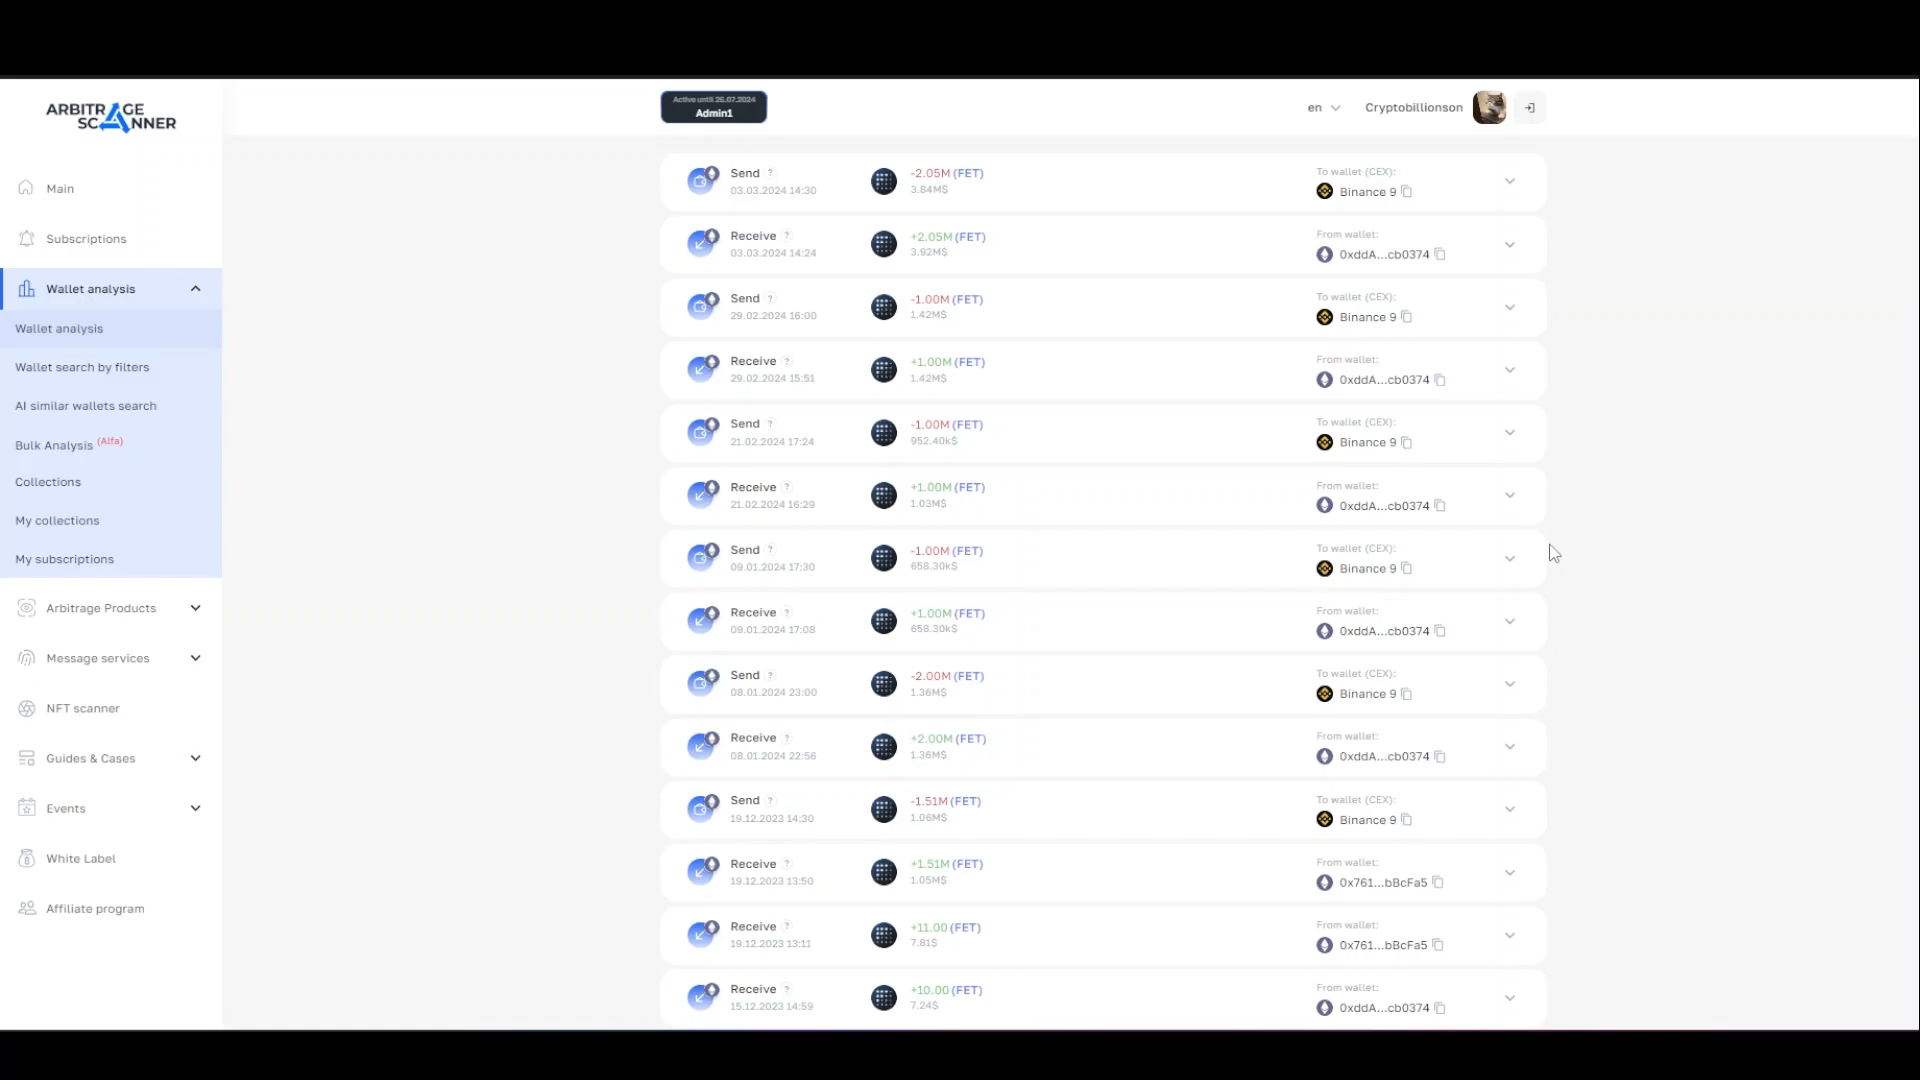 ARBITRAGE
SCANNER
Active until 26.07.2024
Admin1
en
Cryptobillionson
Main
Subscriptions
Wallet analysis
Wallet analysis
Wallet search by filters
AI similar wallets search
Bulk Analysis (Alfa)
Collections
My collections
My subscriptions
Arbitrage Products
Message services
NFT scanner
Guides & Cases
Events
White Label
Affiliate program
Send ? -2.05M (FET) To wallet (CEX):
03.03.2024 14:30 3.84M$ Binance 9
Receive ? +2.05M (FET) From wallet:
03.03.2024 14:24 3.92M$ 0xddA...cb0374
Send ? -1.00M (FET) To wallet (CEX):
29.02.2024 16:00 1.42M$ Binance 9
Receive ? +1.00M (FET) From wallet:
29.02.2024 15:51 1.42M$ 0xddA...cb0374
Send ? -1.00M (FET) To wallet (CEX):
21.02.2024 17:24 952.40k$ Binance 9
Receive ? +1.00M (FET) From wallet:
21.02.2024 16:29 1.03M$ 0xddA...cb0374
Send ? -1.00M (FET) To wallet (CEX):
09.01.2024 17:30 658.30k$ Binance 9
Receive ? +1.00M (FET) From wallet:
09.01.2024 17:08 658.30k$ 0xddA...cb0374
Send ? -2.00M (FET) To wallet (CEX):
08.01.2024 23:00 1.36M$ Binance 9
Receive ? +2.00M (FET) From wallet:
08.01.2024 22:56 1.36M$ 0xddA...cb0374
Send ? -1.51M (FET) To wallet (CEX):
19.12.2023 14:30 1.06M$ Binance 9
Receive ? +1.51M (FET) From wallet:
19.12.2023 13:50 1.05M$ 0x761...bBcFa5
Receive ? +11.00 (FET) From wallet:
19.12.2023 13:11 7.81$ 0x761...bBcFa5
Receive ? +10.00 (FET) From wallet:
15.12.2023 14:59 7.24$ 0xddA...cb0374